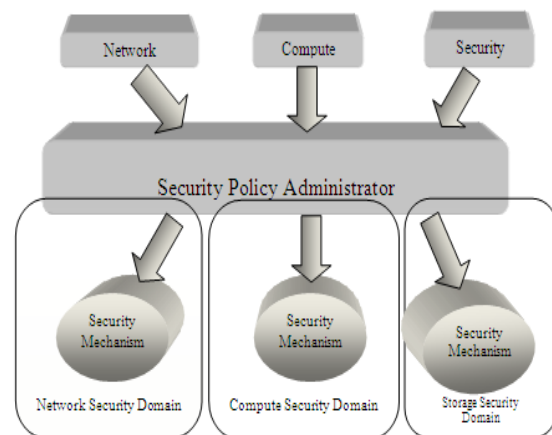 Network
Compute
Security
Security Policy Administrator
Security
Mechanism
Security
Mechanism
Security
Mechanism
Network Security Domain
Compute Security Domain
Storage Security
Domain